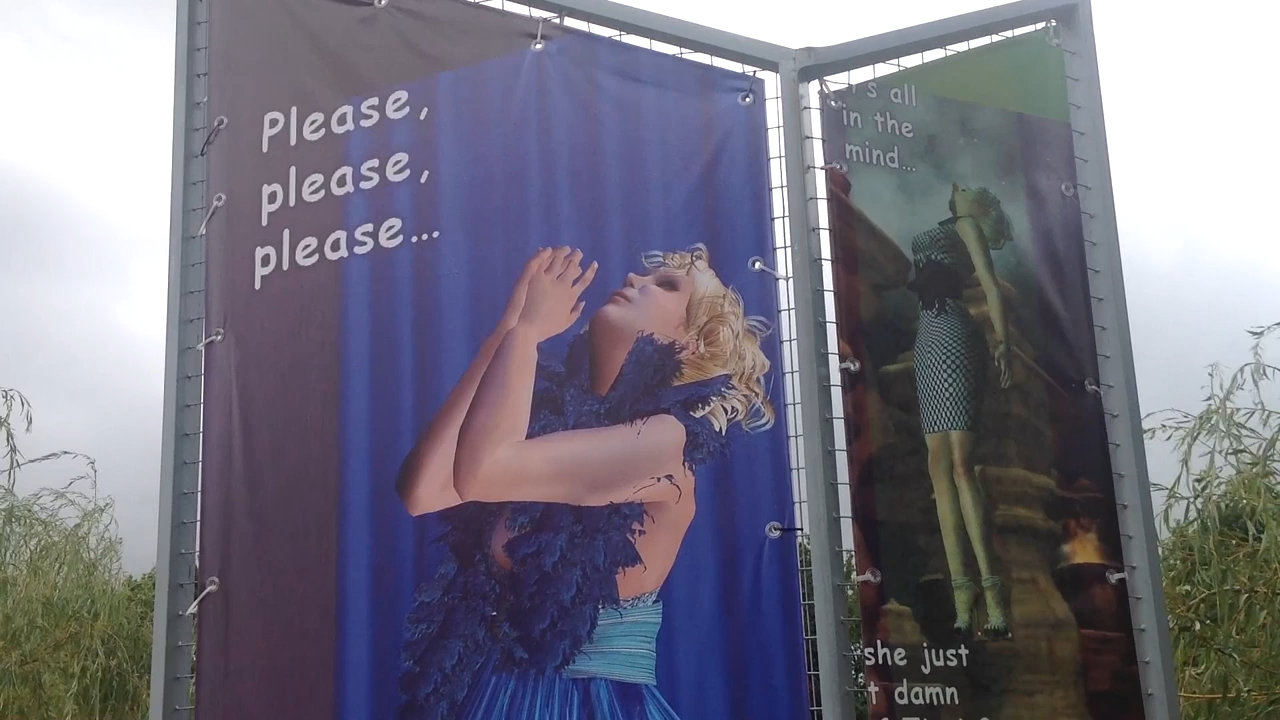 Please,
please,
please...
's all
in the
mind...
she just
damn